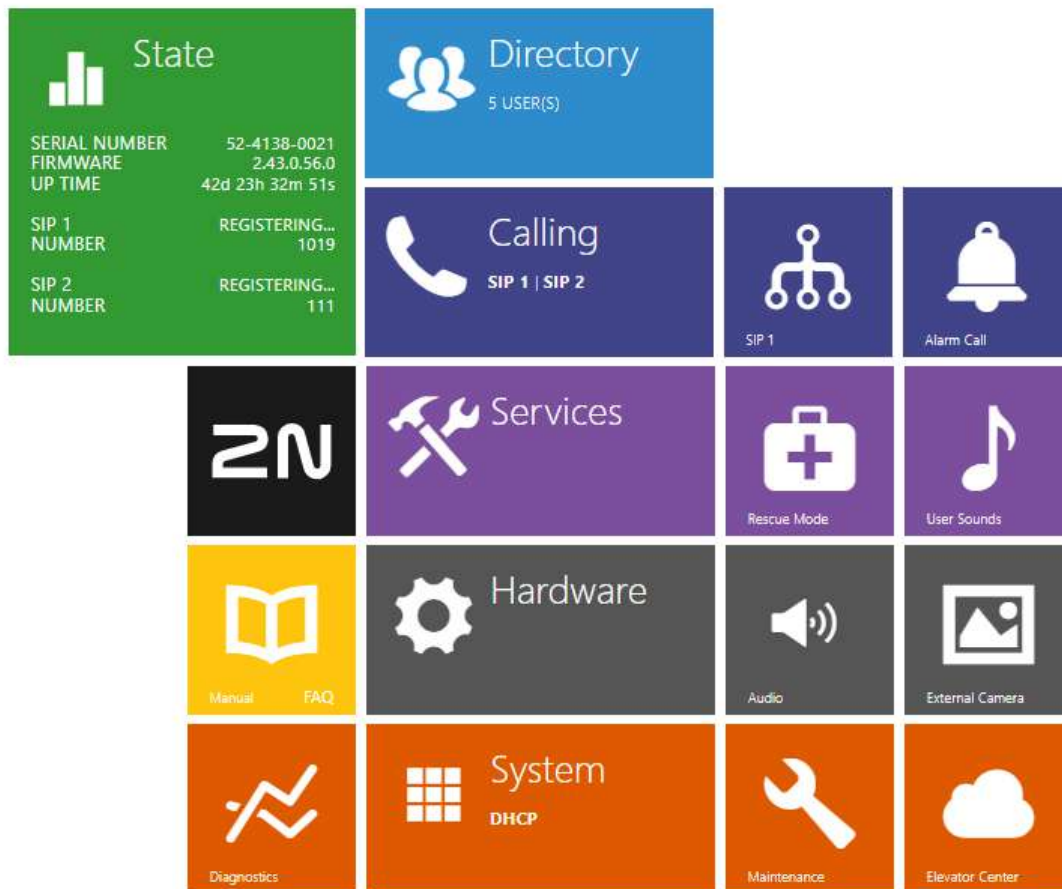 State
SERIAL NUMBER 52-4138-0021
FIRMWARE 2.43.0.56.0
UP TIME 42d 23h 32m 51s
SIP 1 REGISTERING...
NUMBER 1019
SIP 2 REGISTERING...
NUMBER 111
Directory
5 USER(S)
Calling
SIP 1 | SIP 2
SIP 1
Alarm Call
2N
Services
Rescue Mode
User Sounds
Manual FAQ
Hardware
Audio
External Camera
Diagnostics
System
DHCP
Maintenance
Elevator Center